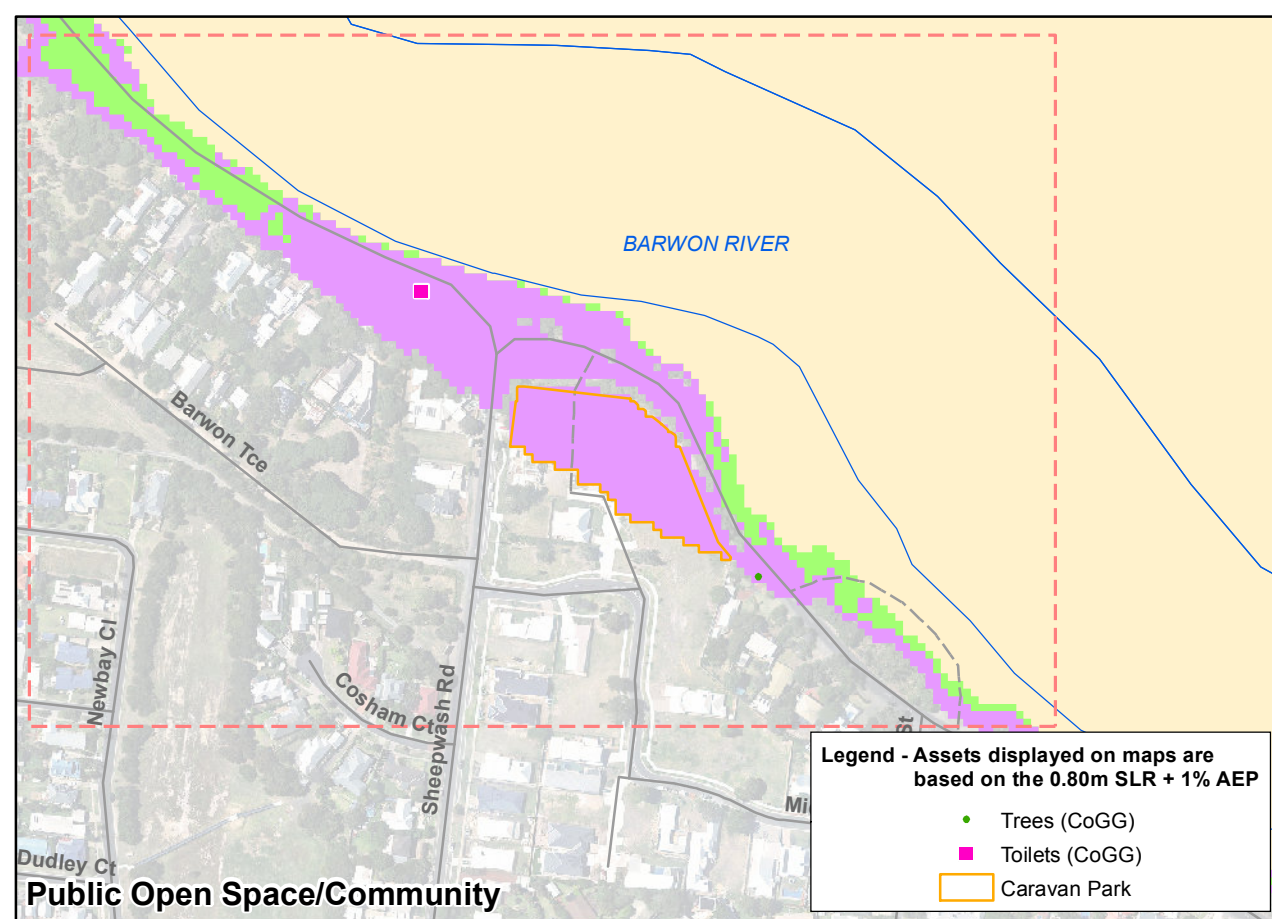 BARWON RIVER
Barwon Tce
Newbay Cl
Cosham Ct
Sheepwash Rd
St
Dudley Ct
Public Open Space/Community
Legend - Assets displayed on maps are
based on the 0.80m SLR + 1% AEP
Trees (CoGG)
Toilets (CoGG)
Caravan Park